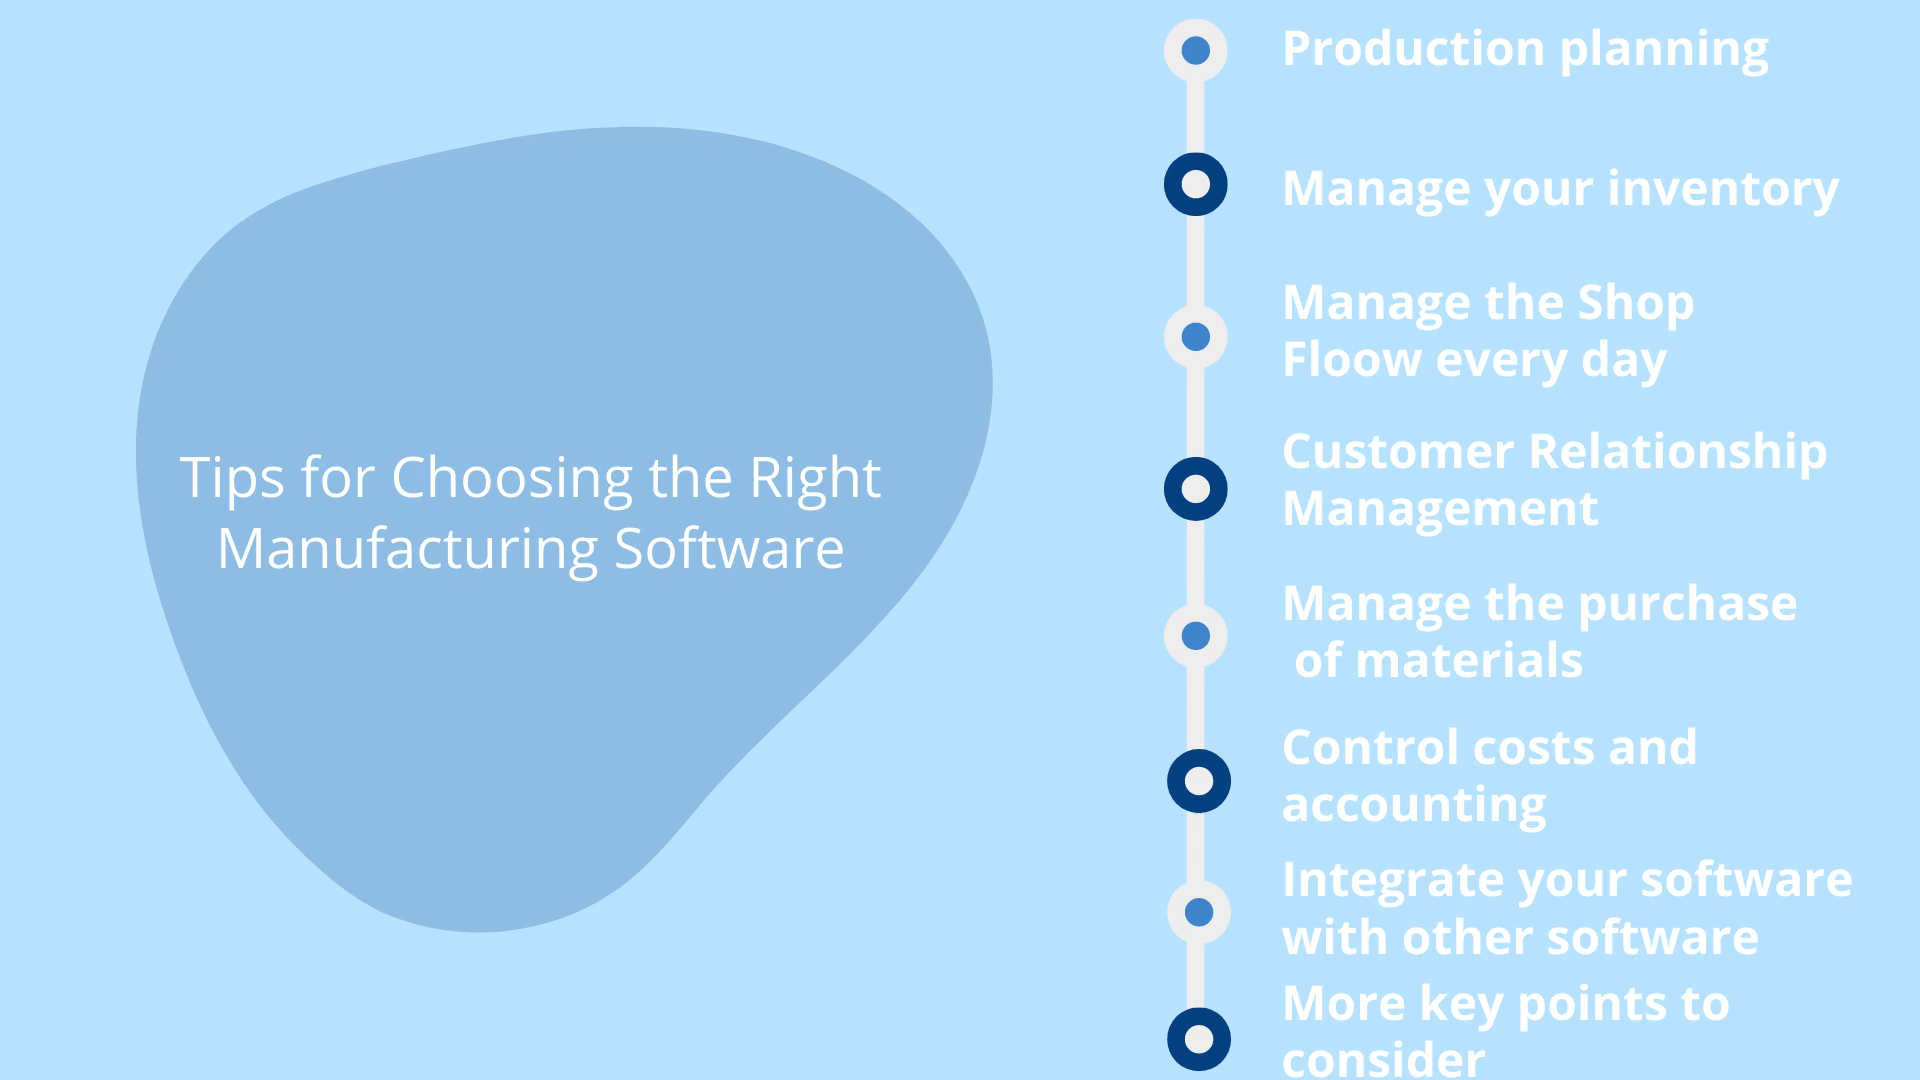 Tips for Choosing the Right
Manufacturing Software
Production planning
Manage your inventory
Manage the Shop
Floow every day
Customer Relationship
Management
Manage the purchase
of materials
Control costs and
accounting
Integrate your software
with other software
More key points to
consider